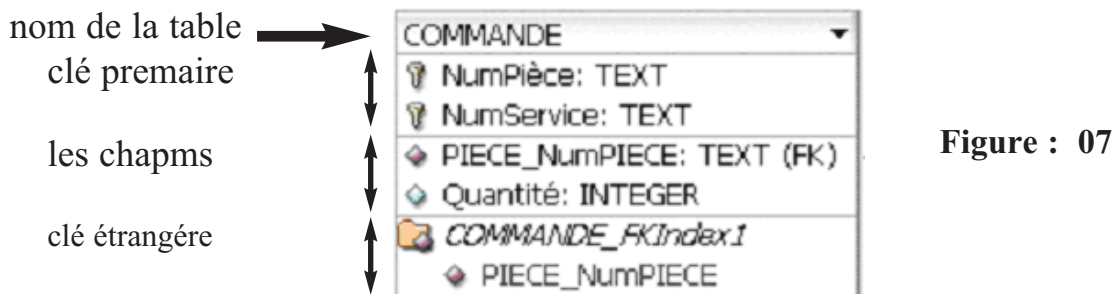 nom de la table
COMMANDE
clé premaire
NumPièce: TEXT
NumService: TEXT
les chapms
PIECE_NumPIECE: TEXT (FK)
Quantité: INTEGER
Figure : 07
clé étrangére
COMMANDE_FKIndex1
PIECE_NumPIECE